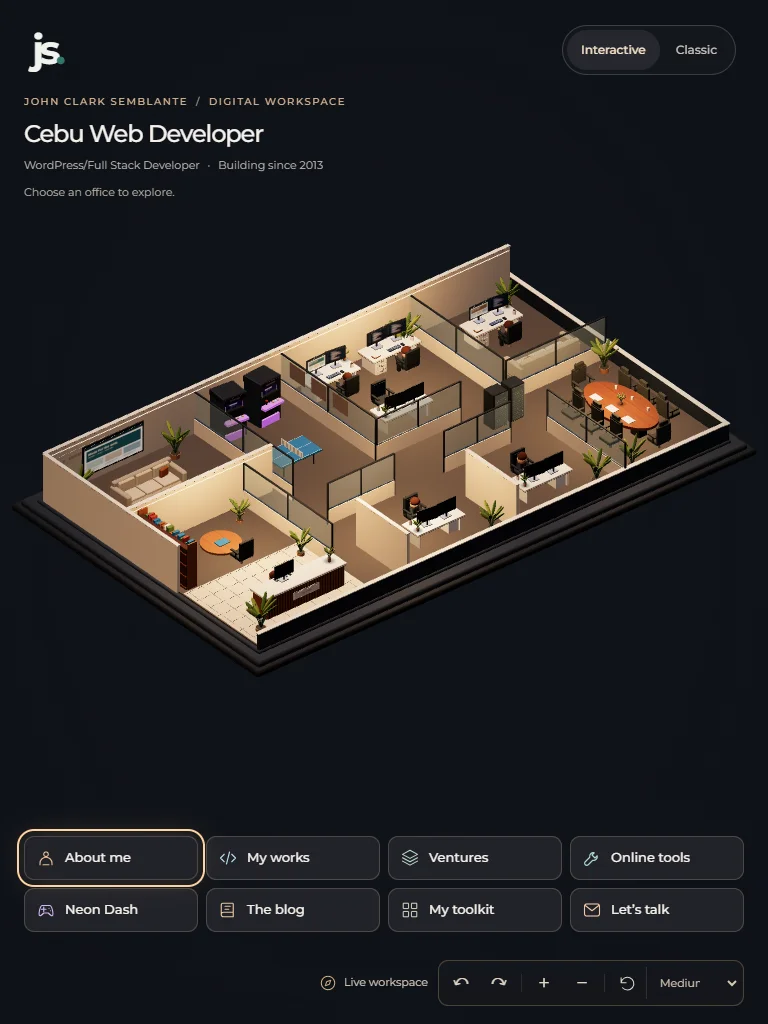 js.
Interactive
Classic
JOHN CLARK SEMBLANTE / DIGITAL WORKSPACE
Cebu Web Developer
WordPress/Full Stack Developer · Building since 2013
Choose an office to explore.
About me
My works
Ventures
Online tools
Neon Dash
The blog
My toolkit
Let’s talk
Live workspace
Mediur